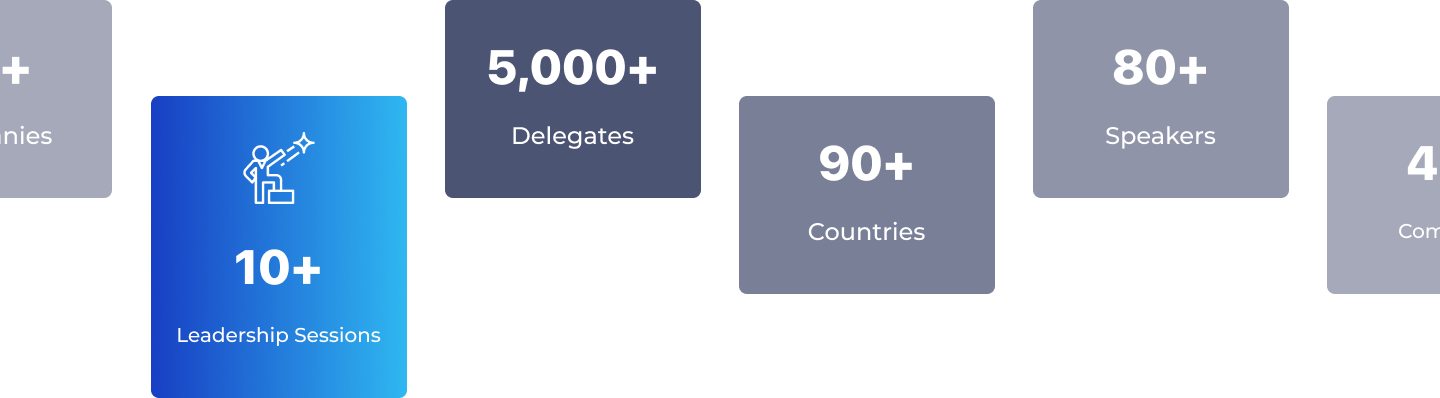 10+
Leadership Sessions
5,000+
Delegates
90+
Countries
80+
Speakers